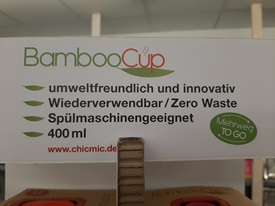 BambooCup
umweltfreundlich und innovativ
Wiederverwendbar/Zero Waste
Spülmaschinengeeignet
400 ml
Mehrweg
TO GO
www.chicmic.de